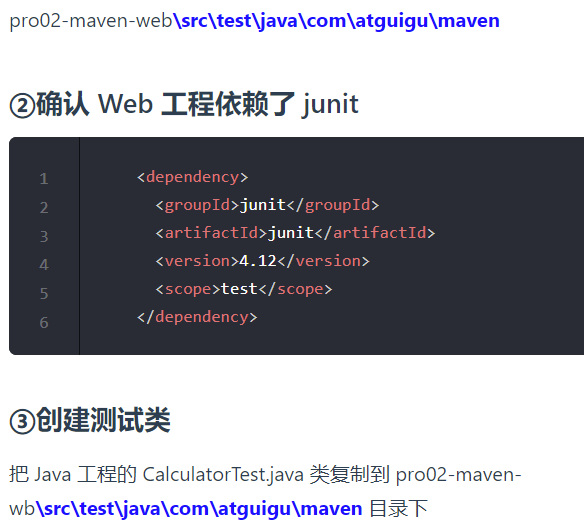 pro02-maven-web\src\test\java\com\atguigu\maven
②确认 Web 工程依赖了 junit
1 <dependency>
2 <groupId>junit</groupId>
3 <artifactId>junit</artifactId>
4 <version>4.12</version>
5 <scope>test</scope>
6 </dependency>
③创建测试类
把 Java 工程的 CalculatorTest.java 类复制到 pro02-maven-
wb\src\test\java\com\atguigu\maven 目录下